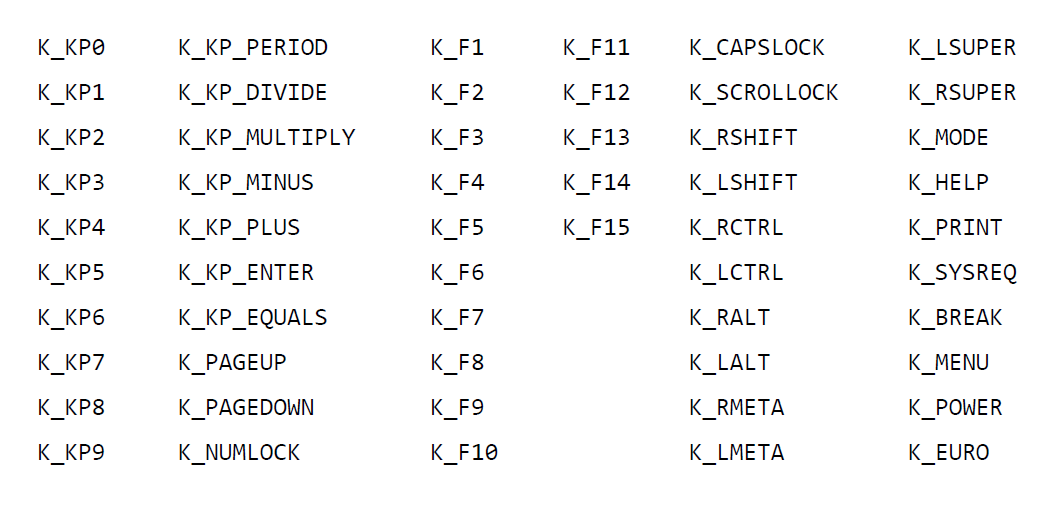 K_KP0 K_KP_PERIOD K_F1 K_F11 K_CAPSLOCK K_LSUPER
K_KP1 K_KP_DIVIDE K_F2 K_F12 K_SCROLLOCK K_RSUPER
K_KP2 K_KP_MULTIPLY K_F3 K_F13 K_RSHIFT K_MODE
K_KP3 K_KP_MINUS K_F4 K_F14 K_LSHIFT K_HELP
K_KP4 K_KP_PLUS K_F5 K_F15 K_RCTRL K_PRINT
K_KP5 K_KP_ENTER K_F6 K_LCTRL K_SYSREQ
K_KP6 K_KP_EQUALS K_F7 K_RALT K_BREAK
K_KP7 K_PAGEUP K_F8 K_LALT K_MENU
K_KP8 K_PAGEDOWN K_F9 K_RMETA K_POWER
K_KP9 K_NUMLOCK K_F10 K_LMETA K_EURO